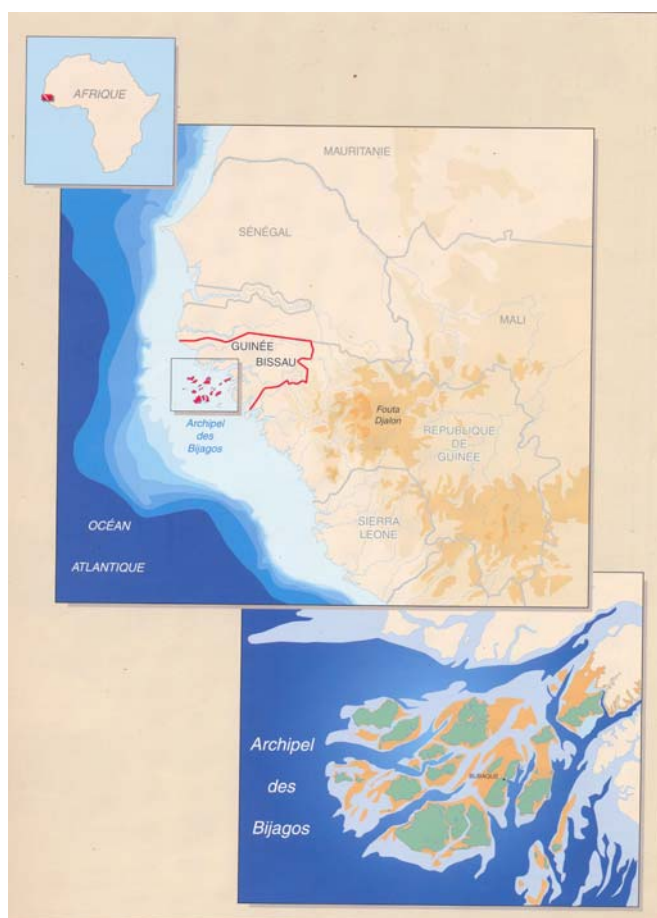 AFRIQUE
MAURITANIE
SÉNÉGAL
MALI
GUINÉE
BISSAU
Archipel
des
Bijagos
Fouta
Djalon
RÉPUBLIQUE
DE
GUINÉE
SIERRA
LEONE
OCÉAN
ATLANTIQUE
Archipel
des
Bijagos
BUBAQUE